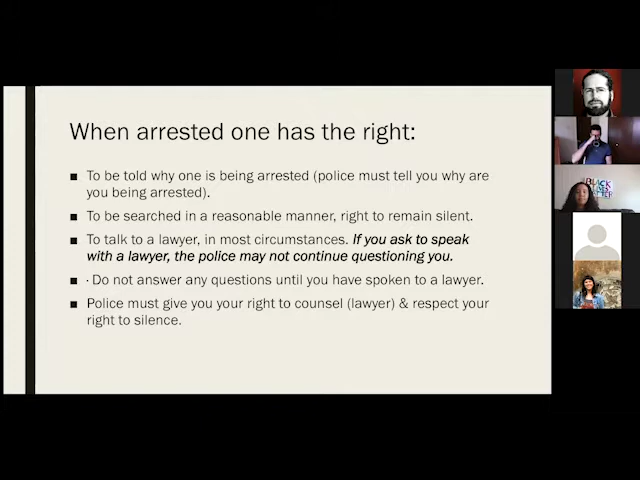 When arrested one has the right:
■ To be told why one is being arrested (police must tell you why are
you being arrested).
■ To be searched in a reasonable manner, right to remain silent.
■ To talk to a lawyer, in most circumstances. If you ask to speak
with a lawyer, the police may not continue questioning you.
■ · Do not answer any questions until you have spoken to a lawyer.
■ Police must give you your right to counsel (lawyer) & respect your
right to silence.
BLACK
LIVES
MATTER